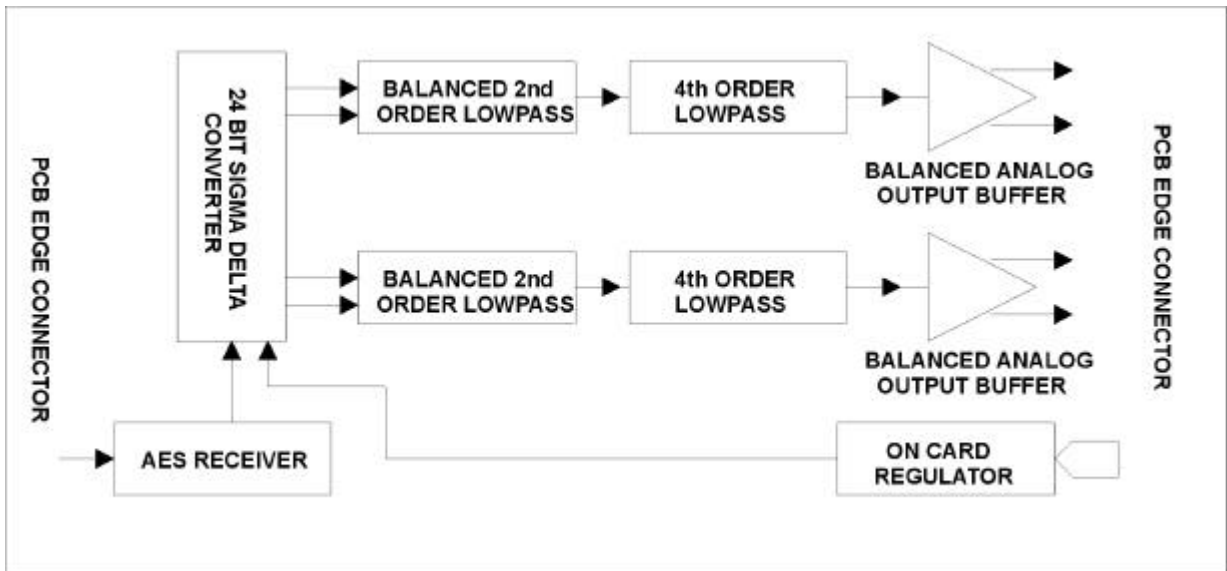 PCB EDGE CONNECTOR
24 BIT SIGMA DELTA
CONVERTER
BALANCED 2nd
ORDER LOWPASS
4th ORDER
LOWPASS
BALANCED ANALOG
OUTPUT BUFFER
BALANCED 2nd
ORDER LOWPASS
4th ORDER
LOWPASS
BALANCED ANALOG
OUTPUT BUFFER
PCB EDGE CONNECTOR
AES RECEIVER
ON CARD
REGULATOR